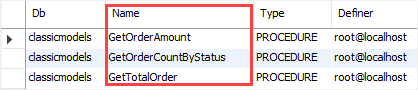 Db Name Type Definer
classicmodels GetOrderAmount PROCEDURE root@localhost
classicmodels GetOrderCountByStatus PROCEDURE root@localhost
classicmodels GetTotalOrder PROCEDURE root@localhost